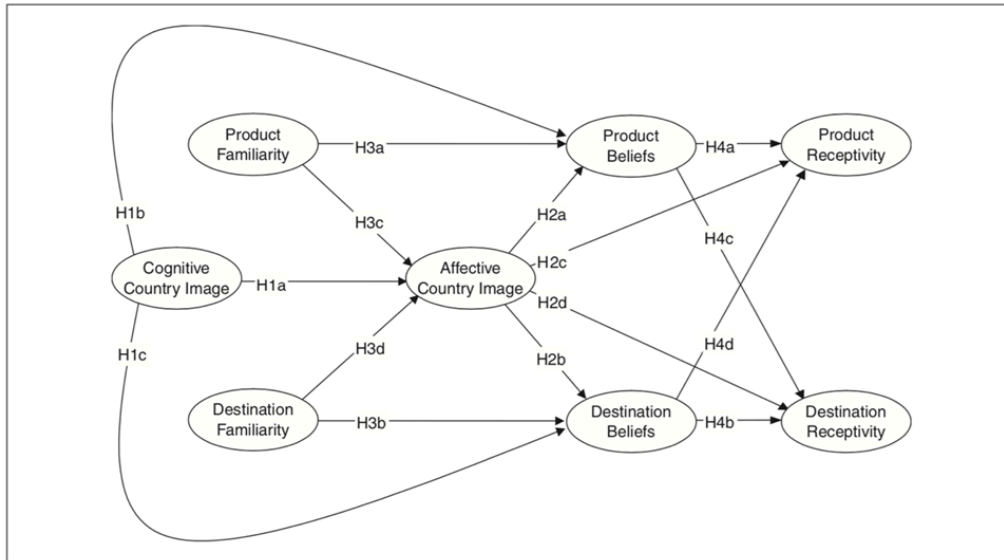 Product
Familiarity
H3a
Product
Beliefs
H4a
Product
Receptivity
H1b
H3c
H2a
H2c
H4c
Cognitive
Country Image
H1a
Affective
Country Image
H2d
H1c
H3d
H2b
H4d
Destination
Familiarity
H3b
Destination
Beliefs
H4b
Destination
Receptivity